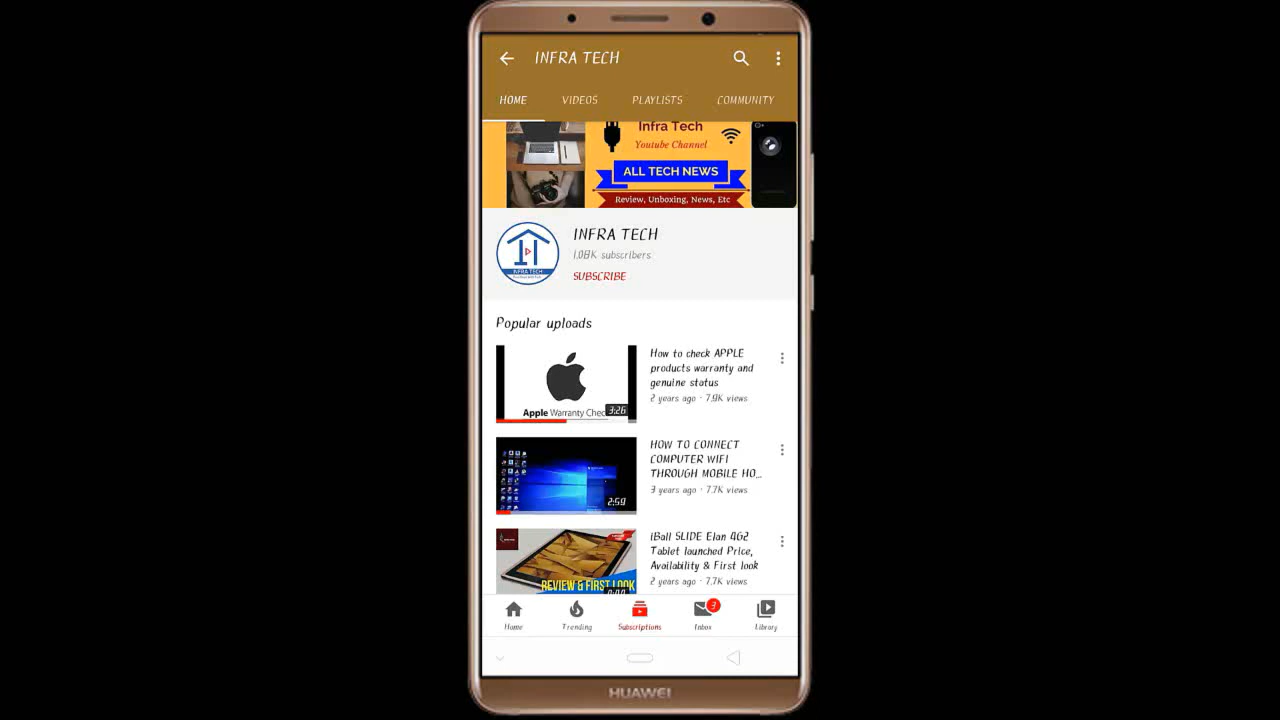 INFRA TECH
HOME VIDEOS PLAYLISTS COMMUNITY
Infra Tech
Youtube Channel
ALL TECH NEWS
Review, Unboxing, News, Etc
INFRA TECH
INFRA TECH
1.08K subscribers
SUBSCRIBE
Popular uploads
Apple Warranty Chec
3:26
How to check APPLE
products warranty and
genuine status
2 years ago · 7.9K views
2:59
HOW TO CONNECT
COMPUTER WIFI
THROUGH MOBILE HO...
3 years ago · 7.7K views
REVIEW & FIRST LOOK
iBall SLIDE Elan 4G2
Tablet launched Price,
Availability & First look
2 years ago · 7.7K views
3
Home Trending Subscriptions Inbox Library
HUAWEI